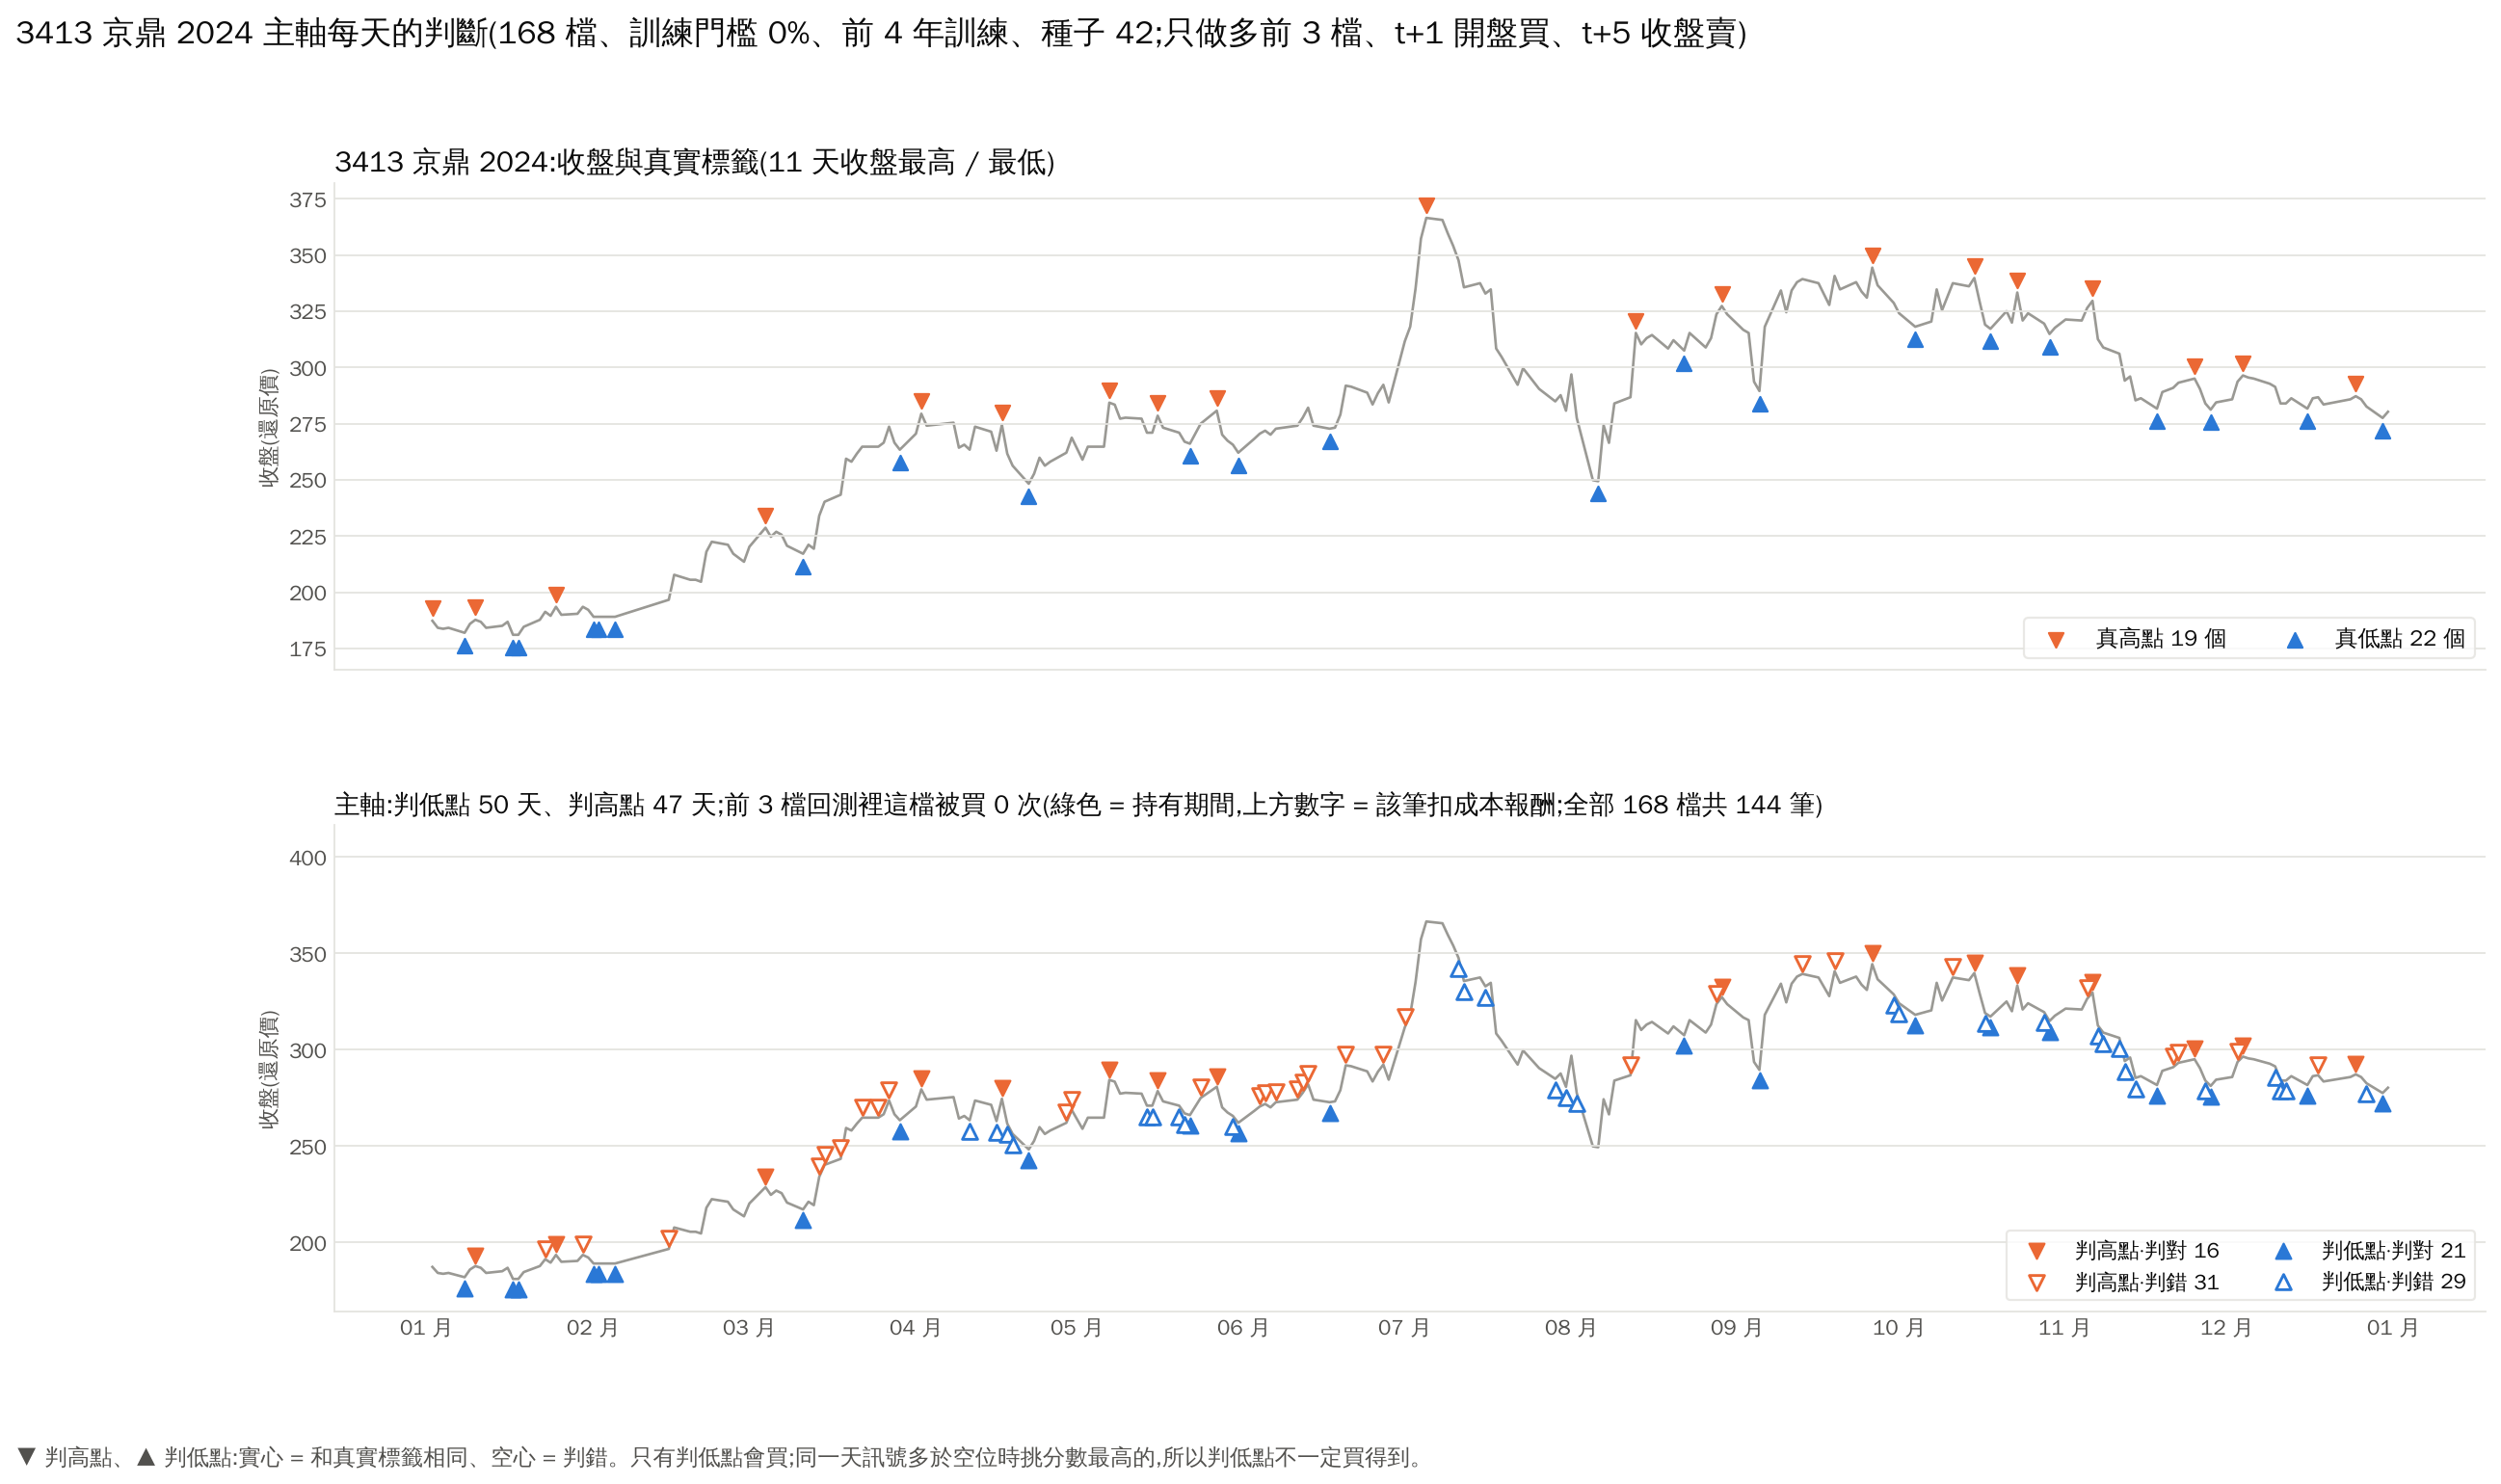 3413 京鼎 2024 主軸每天的判斷(168 檔、訓練門檻 0%、前 4 年訓練、種子 42;只做多前 3 檔、t+1 開盤買、t+5 收盤賣)
3413 京鼎 2024:收盤與真實標籤(11 天收盤最高 / 最低)
375
350
325
300
275
250
225
200
175
收盤(還原價)
▼ 真高點 19 個
▲ 真低點 22 個
主軸:判低點 50 天、判高點 47 天;前 3 檔回測裡這檔被買 0 次(綠色 = 持有期間,上方數字 = 該筆扣成本報酬;全部 168 檔共 144 筆)
400
350
300
250
200
收盤(還原價)
▼ 判高點·判對 16
▽ 判高點·判錯 31
▲ 判低點·判對 21
△ 判低點·判錯 29
01 月
02 月
03 月
04 月
05 月
06 月
07 月
08 月
09 月
10 月
11 月
12 月
01 月
▼ 判高點、▲ 判低點:實心 = 和真實標籤相同、空心 = 判錯。只有判低點會買;同一天訊號多於空位時挑分數最高的,所以判低點不一定買得到。